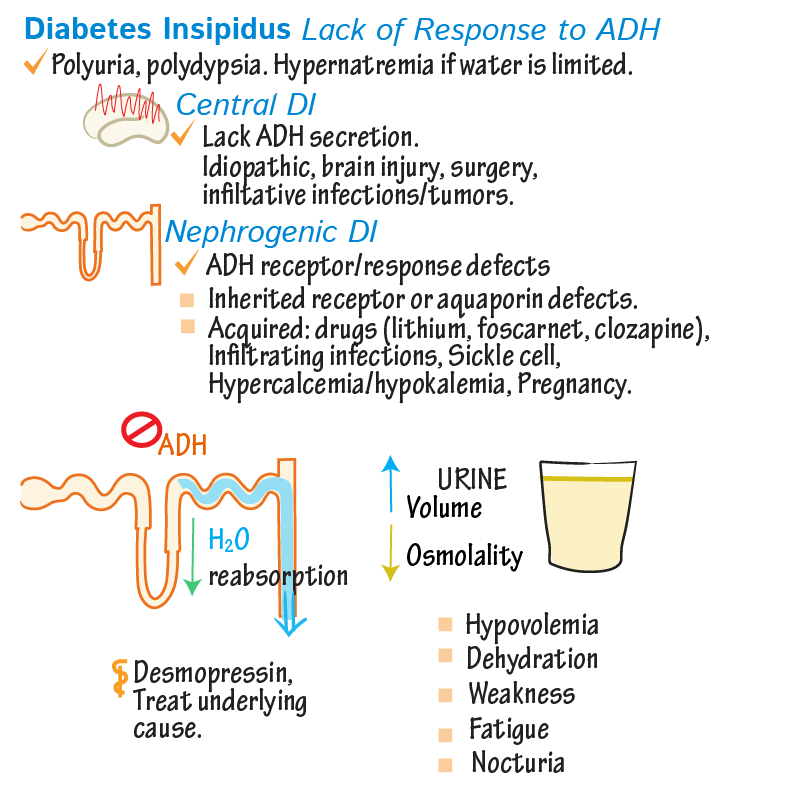 Diabetes Insipidus Lack of Response to ADH
Polyuria, polydypsia. Hypernatremia if water is limited.
Central DI
Lack ADH secretion.
Idiopathic, brain injury, surgery,
infiltative infections/tumors.
Nephrogenic DI
ADH receptor/response defects
Inherited receptor or aquaporin defects.
Acquired: drugs (lithium, foscarnet, clozapine),
Infiltrating infections, Sickle cell,
Hypercalcemia/hypokalemia, Pregnancy.
ADH
H₂O
reabsorption
URINE
Volume
Osmolality
Desmopressin,
Treat underlying
cause.
Hypovolemia
Dehydration
Weakness
Fatigue
Nocturia